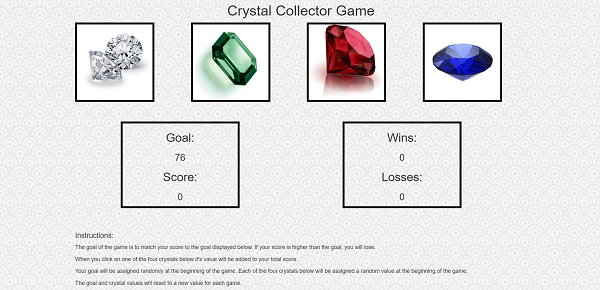 Crystal Collector Game
Goal:
76
Score:
0
Wins:
0
Losses:
0
Instructions:
The goal of the game is to match your score to the goal displayed below. If your score is higher than the goal, you will lose.
When you click on one of the four crystals below it's value will be added to your total score.
Your goal will be assigned randomly at the beginning of the game. Each of the four crystals below will be assigned a random value at the beginning of the game.
The goal and crystal values will reset to a new value for each game.